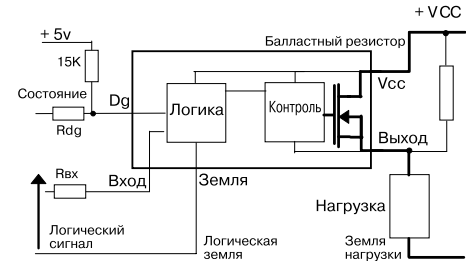 + VCC
+ 5v
Балластный резистор
15K
Vcc
Состояние
Dg
Логика
Контроль
Rdg
Выход
Rвх
Вход
Земля
Нагрузка
Логический
сигнал
Логическая
земля
Земля
нагрузки